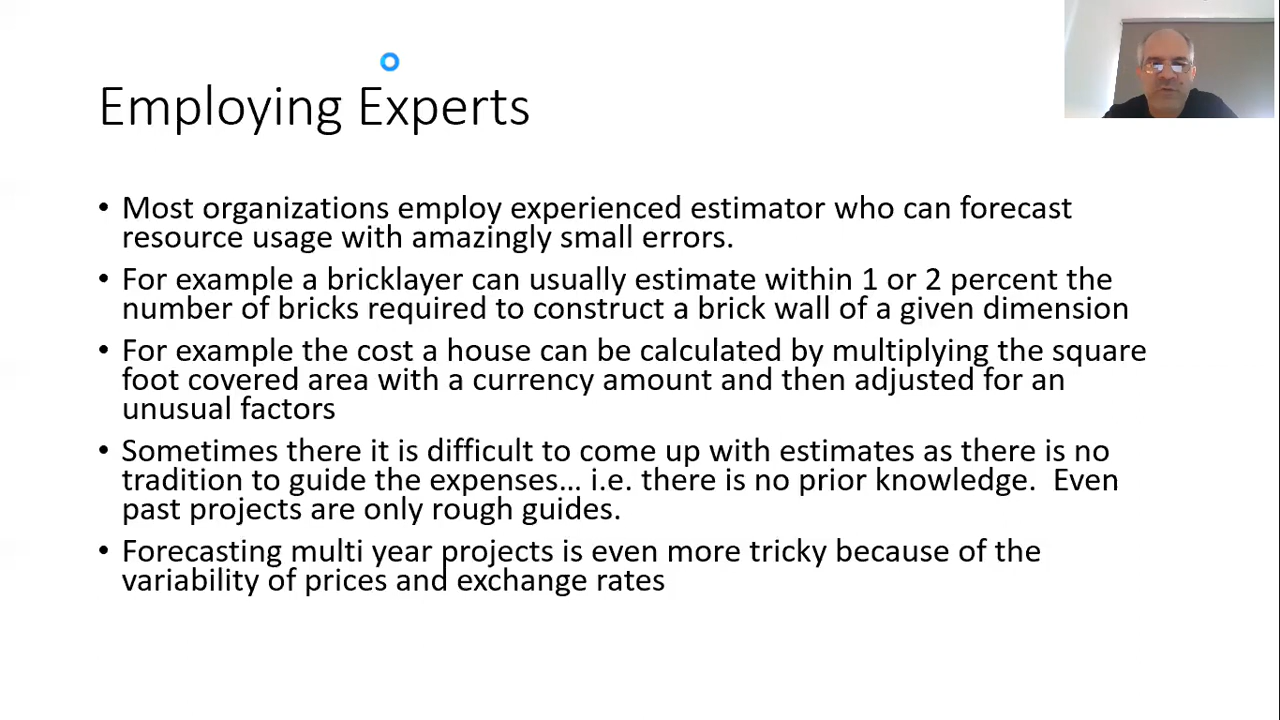 Employing Experts
• Most organizations employ experienced estimator who can forecast
resource usage with amazingly small errors.
• For example a bricklayer can usually estimate within 1 or 2 percent the
number of bricks required to construct a brick wall of a given dimension
• For example the cost a house can be calculated by multiplying the square
foot covered area with a currency amount and then adjusted for an
unusual factors
• Sometimes there it is difficult to come up with estimates as there is no
tradition to guide the expenses... i.e. there is no prior knowledge.  Even
past projects are only rough guides.
• Forecasting multi year projects is even more tricky because of the
variability of prices and exchange rates